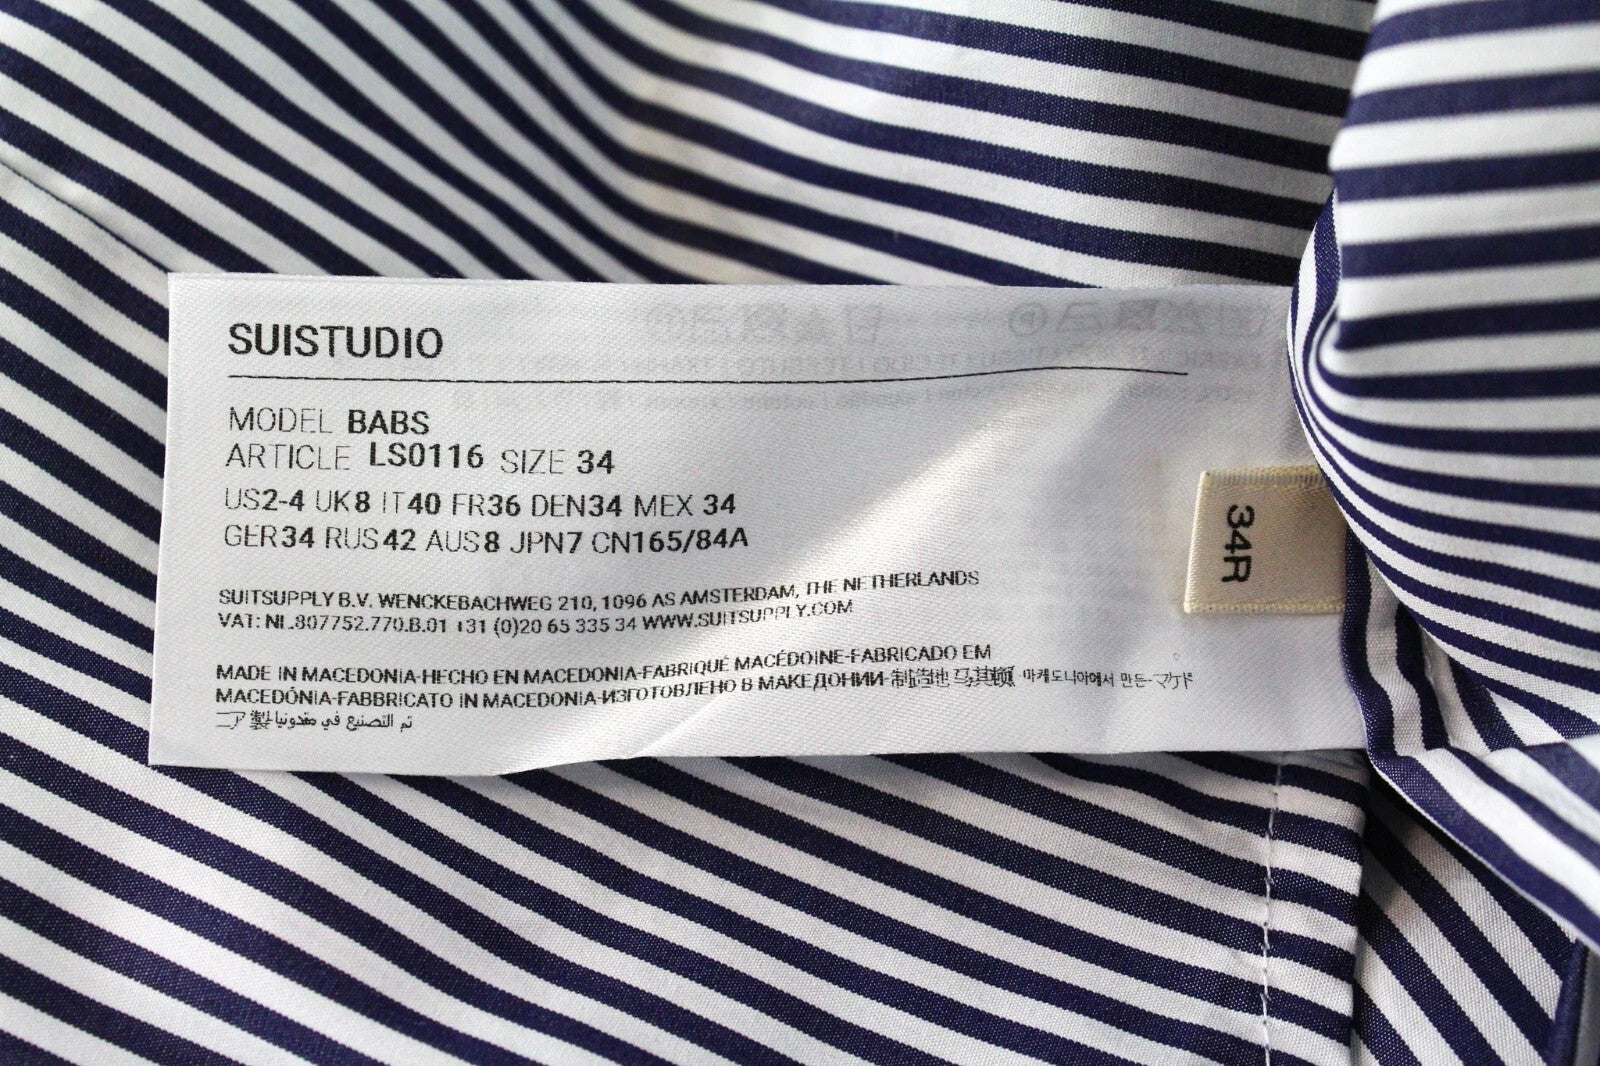 SUISTUDIO
MODEL BABS
ARTICLE LS0116 SIZE 34
US2-4 UK8 IT40 FR36 DEN34 MEX 34
GER34 RUS42 AUS8 JPN7 CN165/84A
SUITSUPPLY B.V. WENCKEBACHWEG 210, 1096 AS AMSTERDAM, THE NETHERLANDS
VAT: NL.807752.770.B.01 +31 (0)20 65 335 34 WWW.SUITSUPPLY.COM
MADE IN MACEDONIA-HECHO EN MACEDONIA-FABRIQUÉ MACÉDOINE-FABRICADO EM
MACEDÓNIA-FABBRICATO IN MACEDONIA-ИЗГОТОВЛЕНО В МАКЕДОНИИ-制造地 马其顿 마케도니아에서 만든-マケド
ニア製 تم التصنيع في مقدونيا
34R